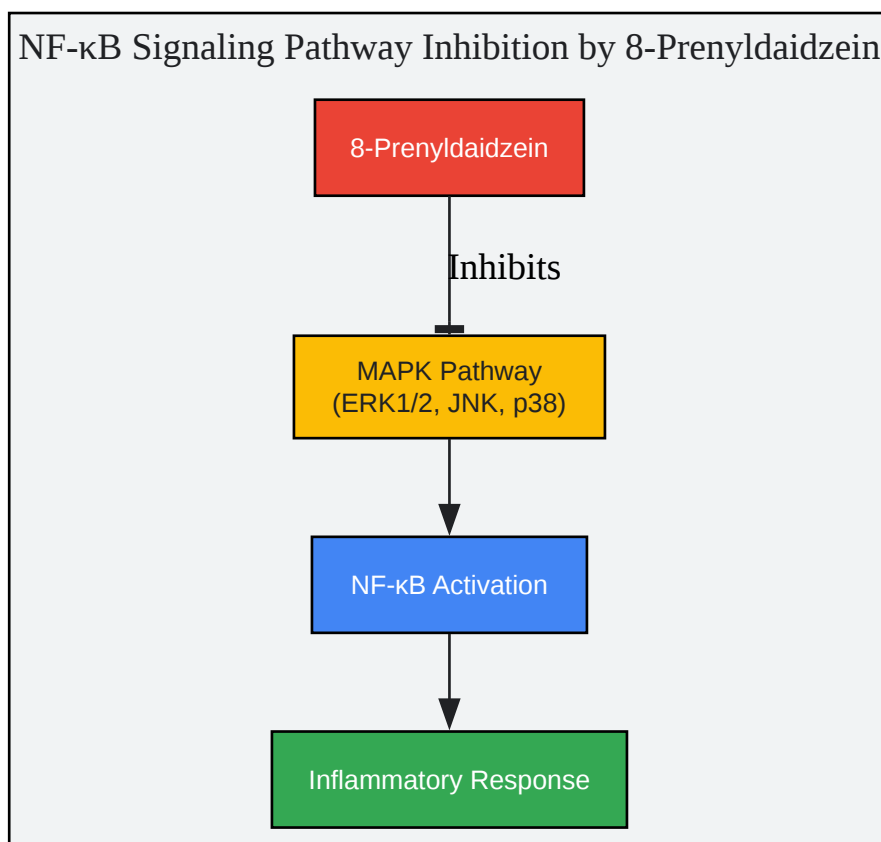 NF-κB Signaling Pathway Inhibition by 8-Prenyldaidzein
8-Prenyldaidzein
Inhibits
MAPK Pathway
(ERK1/2, JNK, p38)
NF-κB Activation
Inflammatory Response